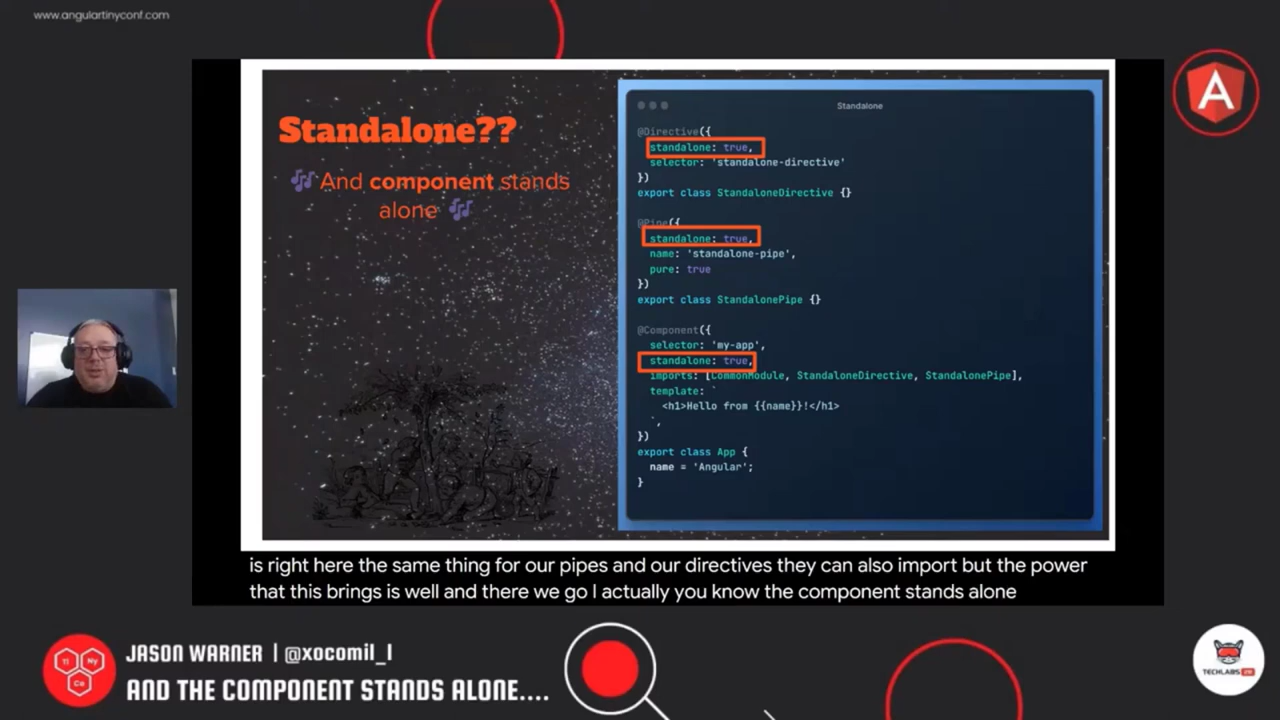 www.angulartinyconf.com
Standalone??
🎶And component stands
alone 🎶
Standalone
@Directive({
standalone: true,
selector: 'standalone-directive'
})
export class StandaloneDirective {}
@Pipe({
standalone: true,
name: 'standalone-pipe',
pure: true
})
export class StandalonePipe {}
@Component({
selector: 'my-app',
standalone: true,
imports: [CommonModule, StandaloneDirective, StandalonePipe],
template: `
<h1>Hello from {{name}}!</h1>
`,
})
export class App {
name = 'Angular';
}
is right here the same thing for our pipes and our directives they can also import but the power
that this brings is well and there we go I actually you know the component stands alone
JASON WARNER | @xocomil_1
AND THE COMPONENT STANDS ALONE....
A
Ti
Ny
Co
TECHLABS